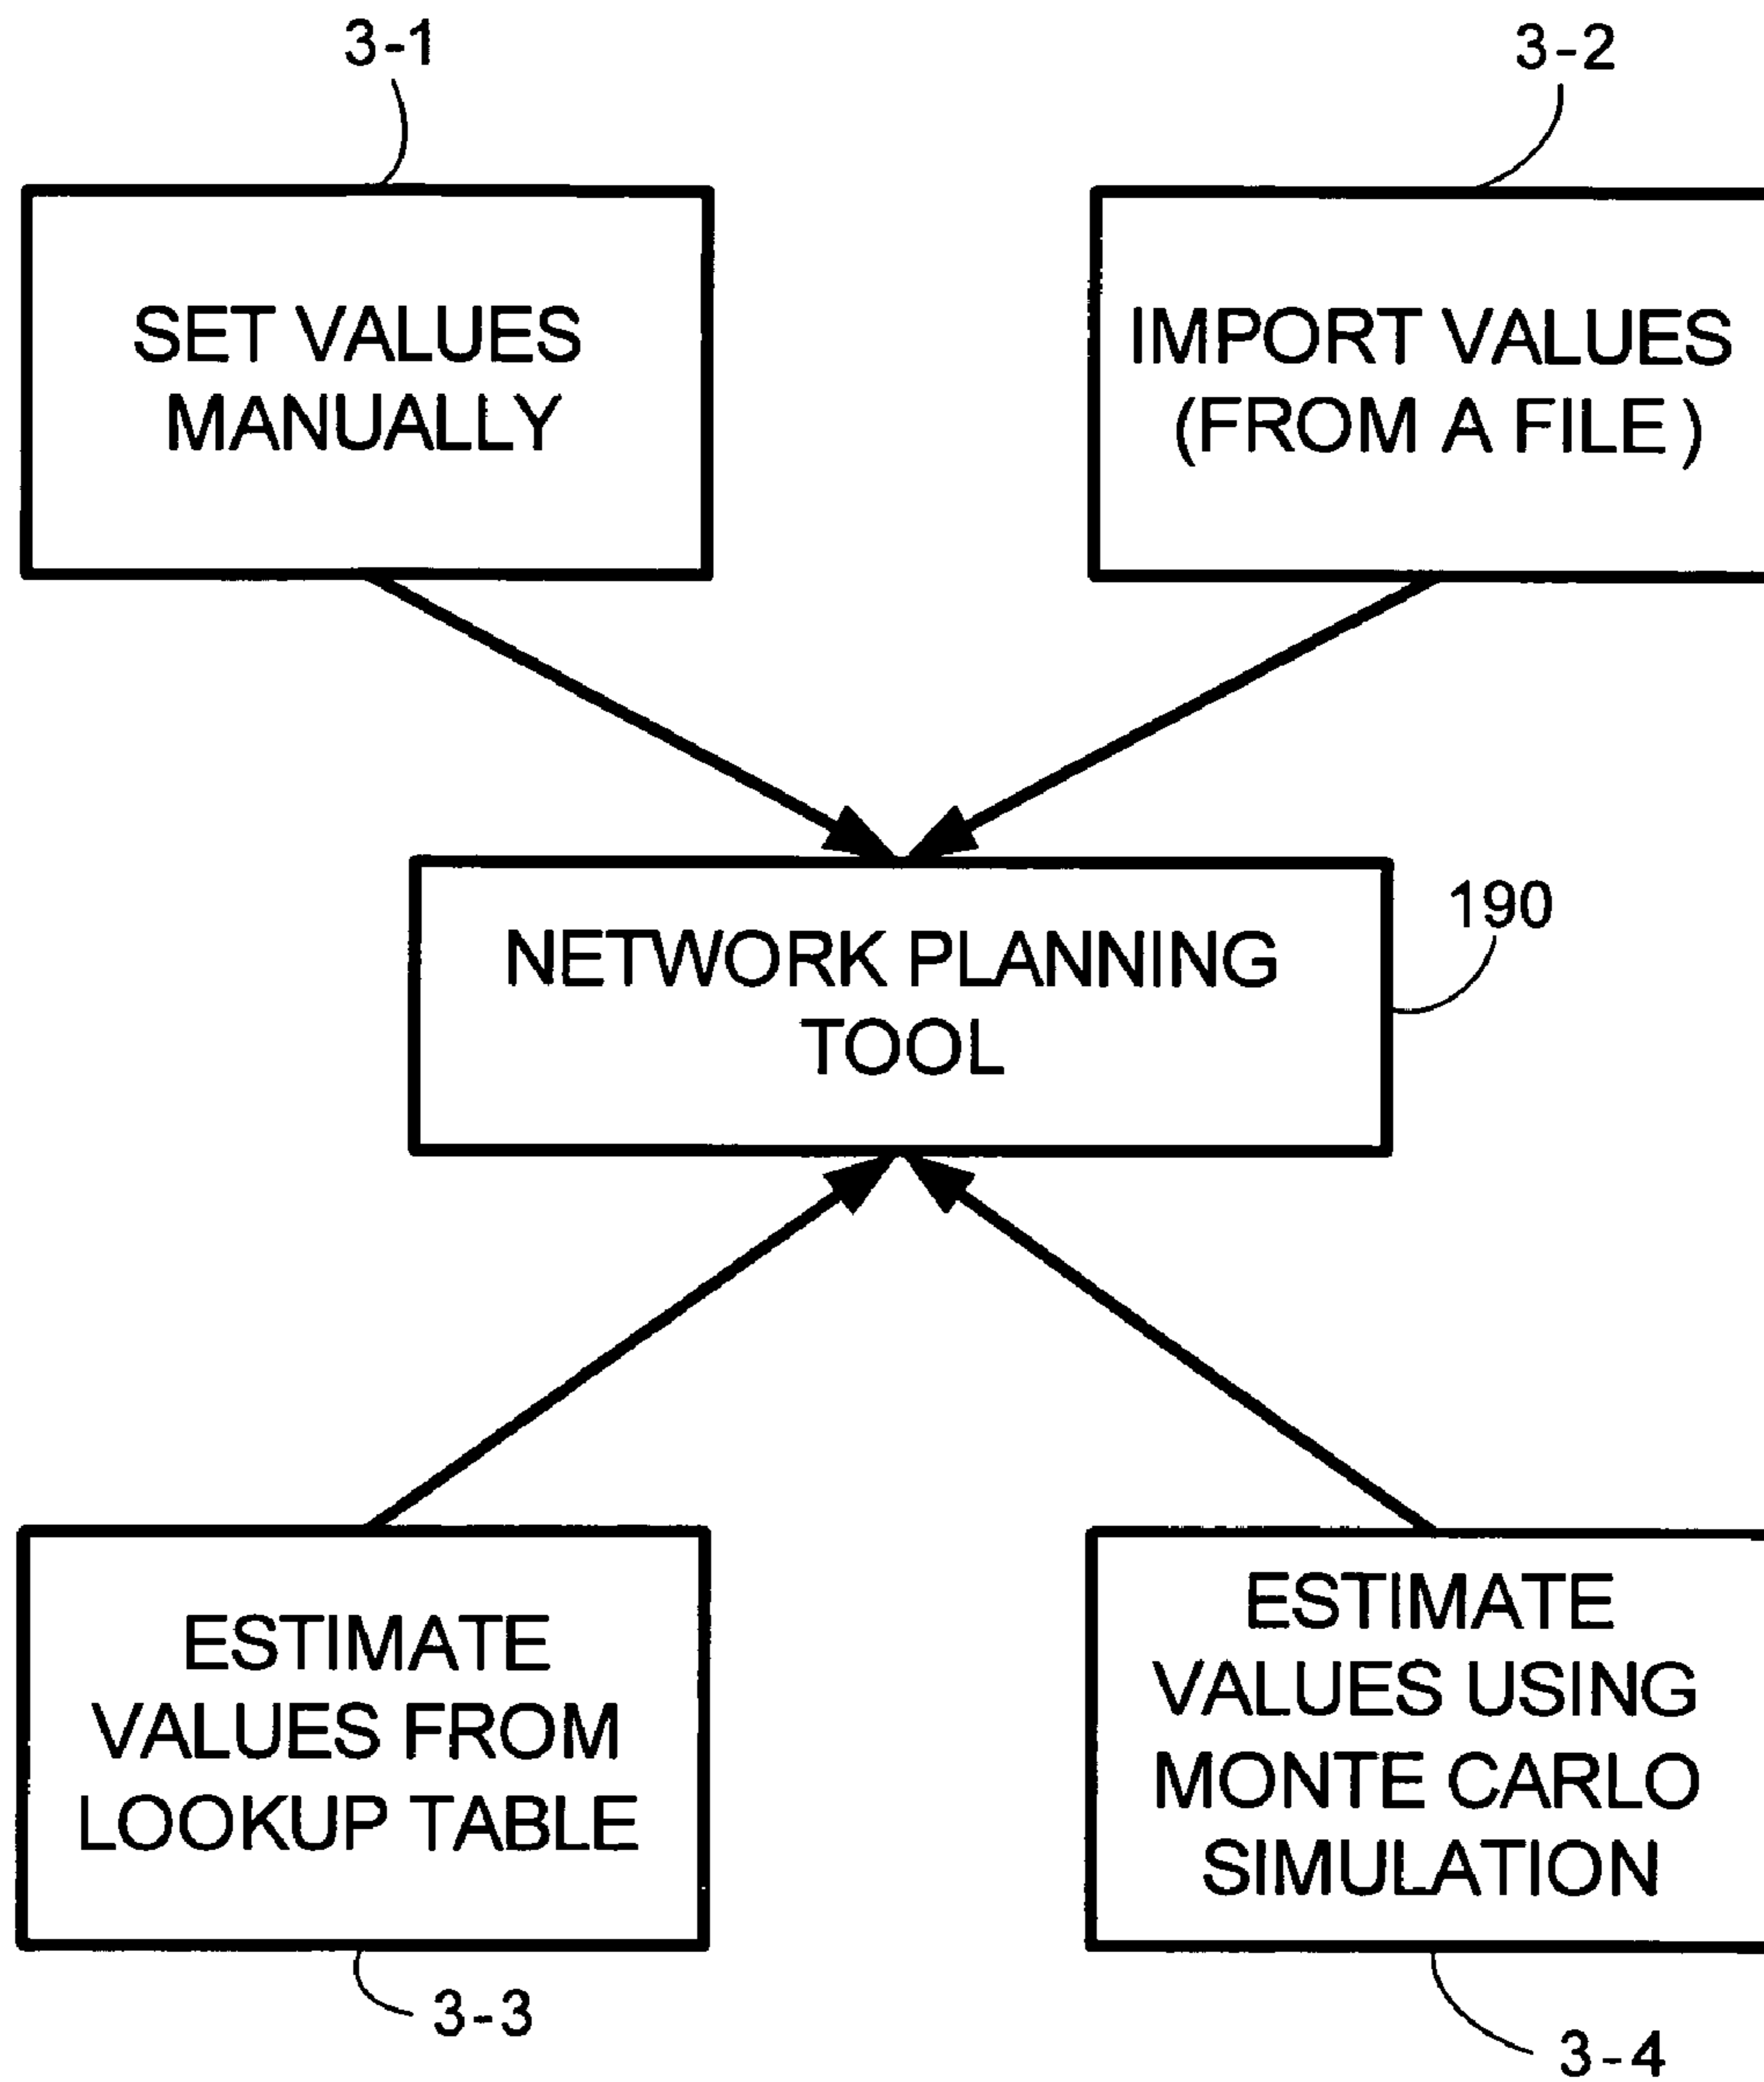 3-1
3-2
SET VALUES
MANUALLY
IMPORT VALUES
(FROM A FILE)
190
NETWORK PLANNING
TOOL
ESTIMATE
VALUES FROM
LOOKUP TABLE
ESTIMATE
VALUES USING
MONTE CARLO
SIMULATION
3-3
3-4